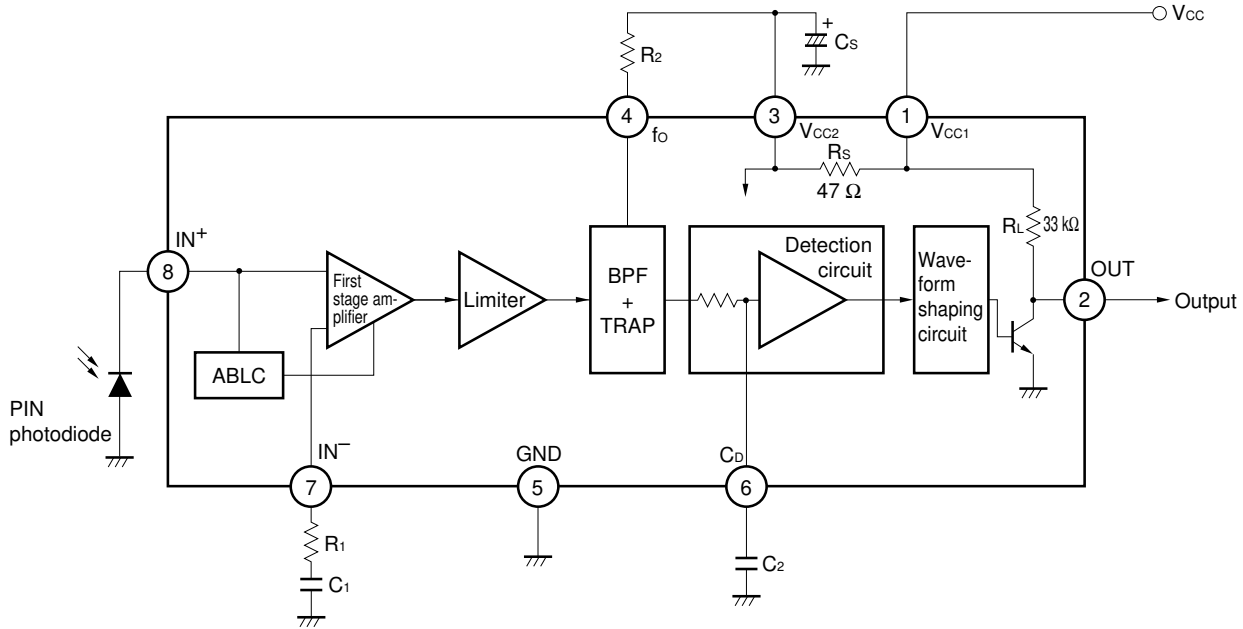 VCC
+
CS
R2
4
3
1
fO
VCC2
VCC1
RS
47 Ω
RL
33 kΩ
IN+
8
First
stage am-
plifier
Limiter
BPF
+
TRAP
Detection
circuit
Wave-
form
shaping
circuit
OUT
2
Output
ABLC
PIN
photodiode
IN−
GND
CD
7
5
6
R1
C1
C2